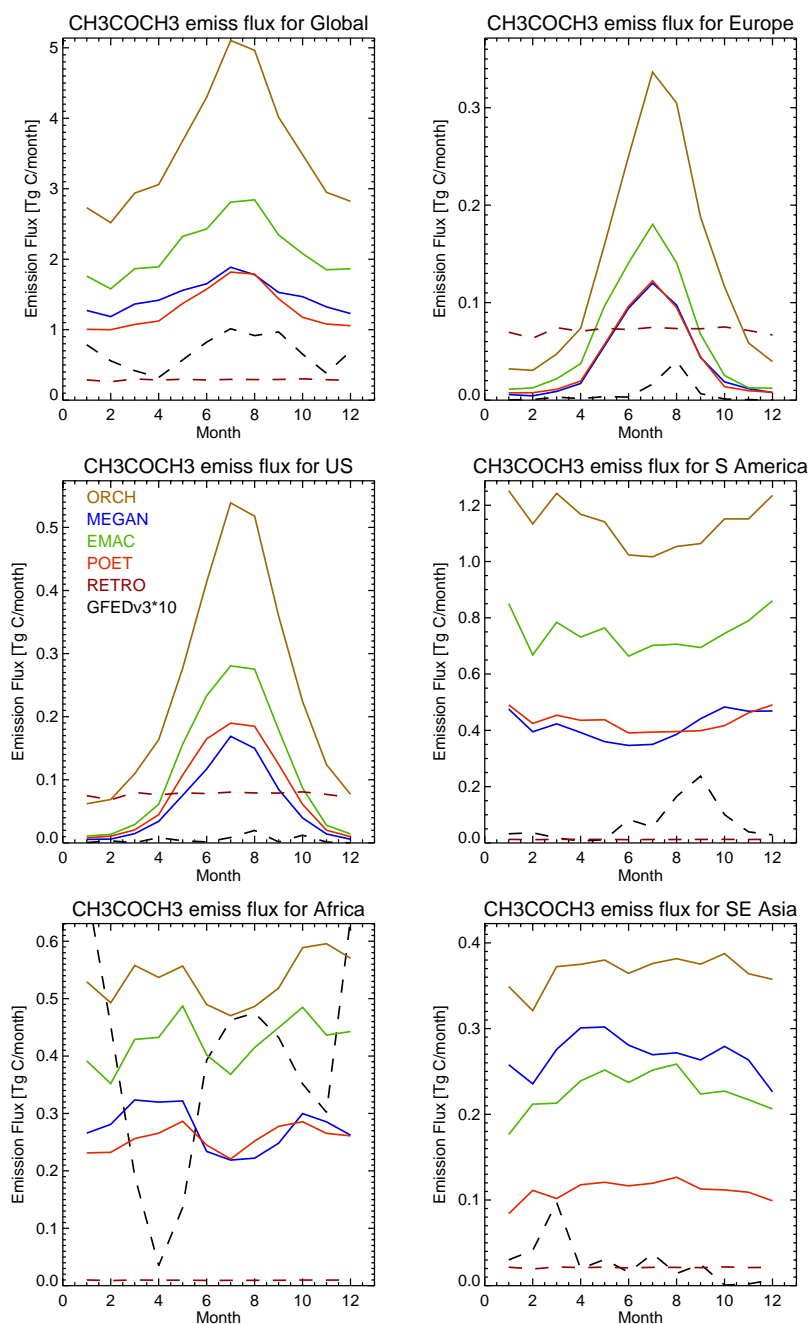 CH3COCH3 emiss flux for Global
Emission Flux [Tg C/month]
5
4
3
2
1
0
0 2 4 6 8 10 12
Month
CH3COCH3 emiss flux for Europe
Emission Flux [Tg C/month]
0.3
0.2
0.1
0.0
0 2 4 6 8 10 12
Month
CH3COCH3 emiss flux for US
Emission Flux [Tg C/month]
ORCH
MEGAN
EMAC
POET
RETRO
GFEDv3*10
0.5
0.4
0.3
0.2
0.1
0.0
0 2 4 6 8 10 12
Month
CH3COCH3 emiss flux for S America
Emission Flux [Tg C/month]
1.2
1.0
0.8
0.6
0.4
0.2
0.0
0 2 4 6 8 10 12
Month
CH3COCH3 emiss flux for Africa
Emission Flux [Tg C/month]
0.6
0.5
0.4
0.3
0.2
0.1
0.0
0 2 4 6 8 10 12
Month
CH3COCH3 emiss flux for SE Asia
Emission Flux [Tg C/month]
0.4
0.3
0.2
0.1
0.0
0 2 4 6 8 10 12
Month